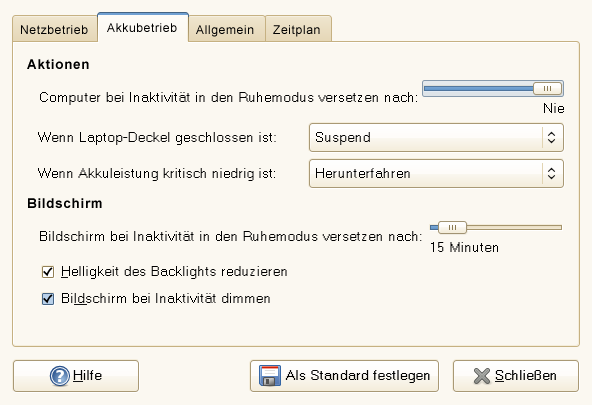 Netzbetrieb Akkubetrieb Allgemein Zeitplan
Aktionen
Computer bei Inaktivität in den Ruhemodus versetzen nach:
Nie
Wenn Laptop-Deckel geschlossen ist: Suspend
Wenn Akkuleistung kritisch niedrig ist: Herunterfahren
Bildschirm
Bildschirm bei Inaktivität in den Ruhemodus versetzen nach:
15 Minuten
Helligkeit des Backlights reduzieren
Bildschirm bei Inaktivität dimmen
Hilfe Als Standard festlegen Schließen